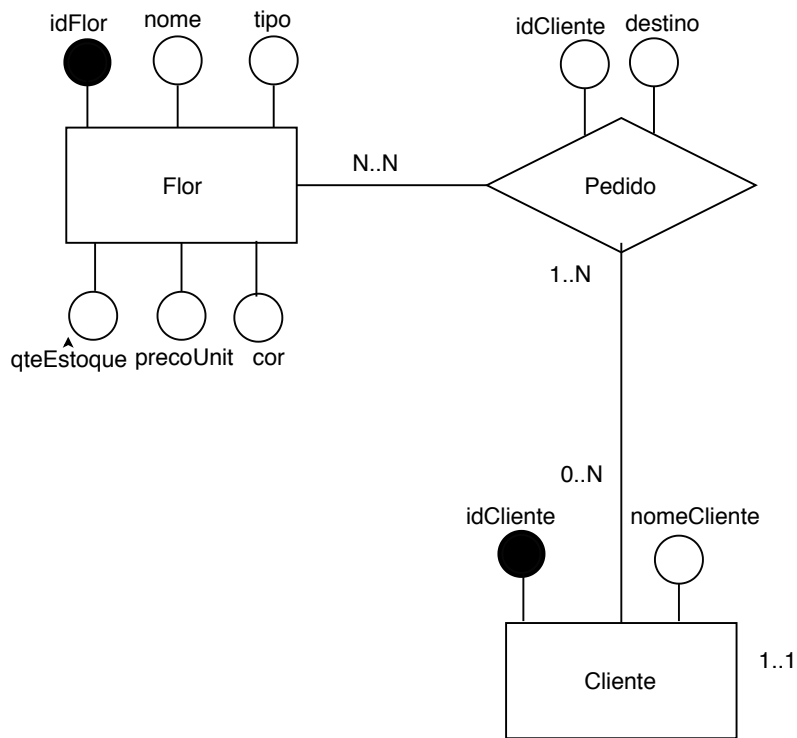 idFlor
nome
tipo
idCliente
destino
Flor
N..N
Pedido
1..N
qteEstoque
precoUnit
cor
0..N
idCliente
nomeCliente
Cliente
1..1